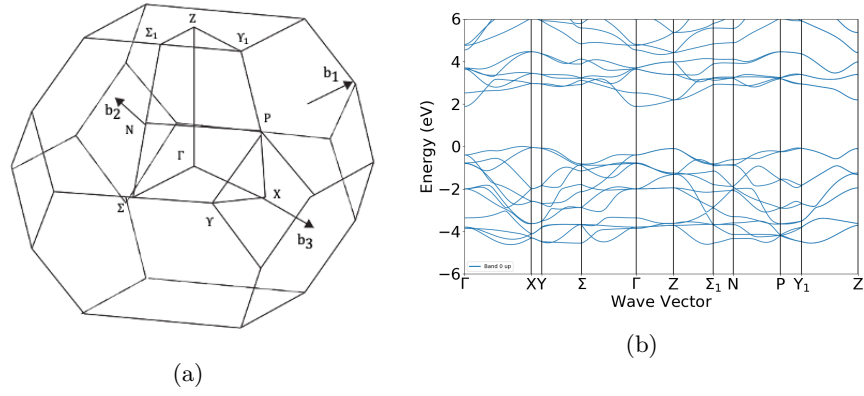 Z
Σ1
Y1
b1
b2
N
P
Γ
Σ
X
Y
b3
(a)
6
4
2
0
−2
−4
−6
Energy (eV)
Band 0 up
Γ X Y Σ Γ Z Σ1 N P Y1 Z
Wave Vector
(b)